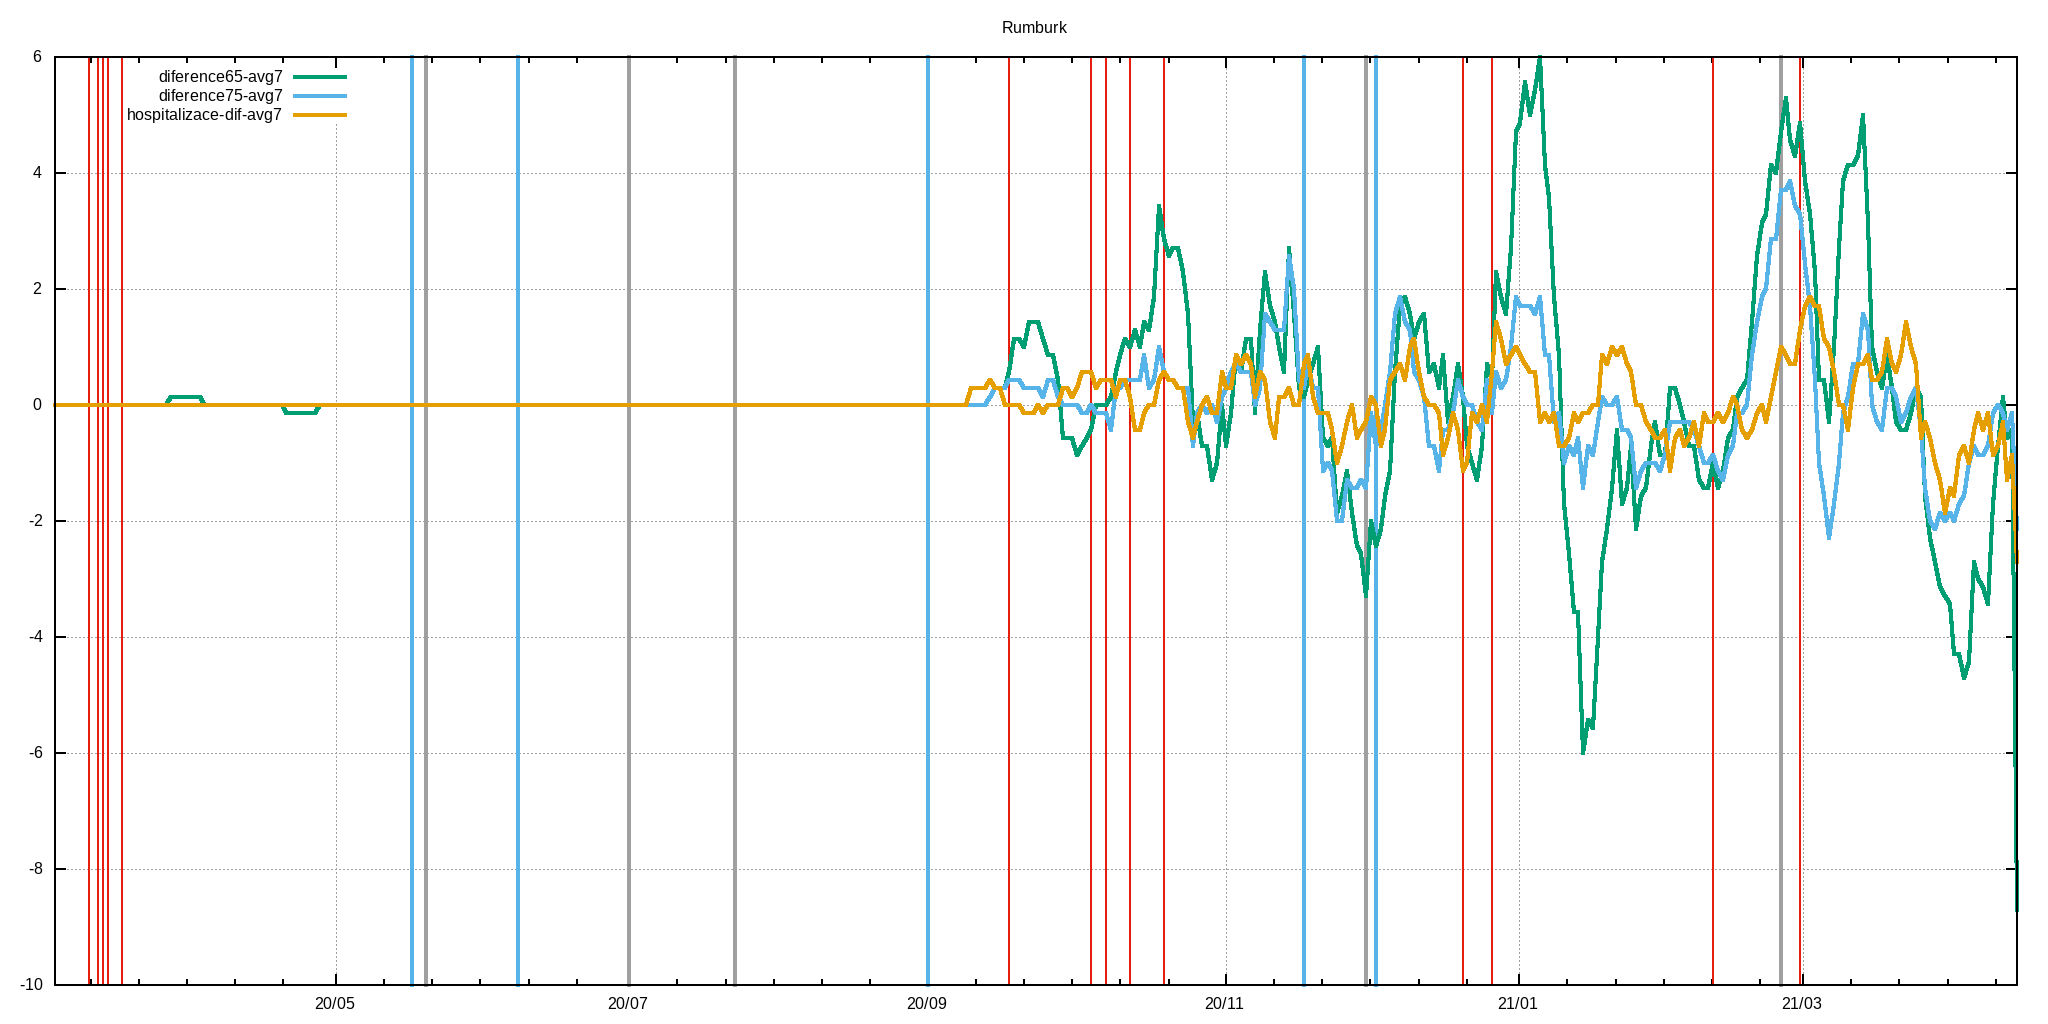 Rumburk
6
diference65-avg7
diference75-avg7
hospitalizace-dif-avg7
4
2
0
-2
-4
-6
-8
-10
20/05 20/07 20/09 20/11 21/01 21/03